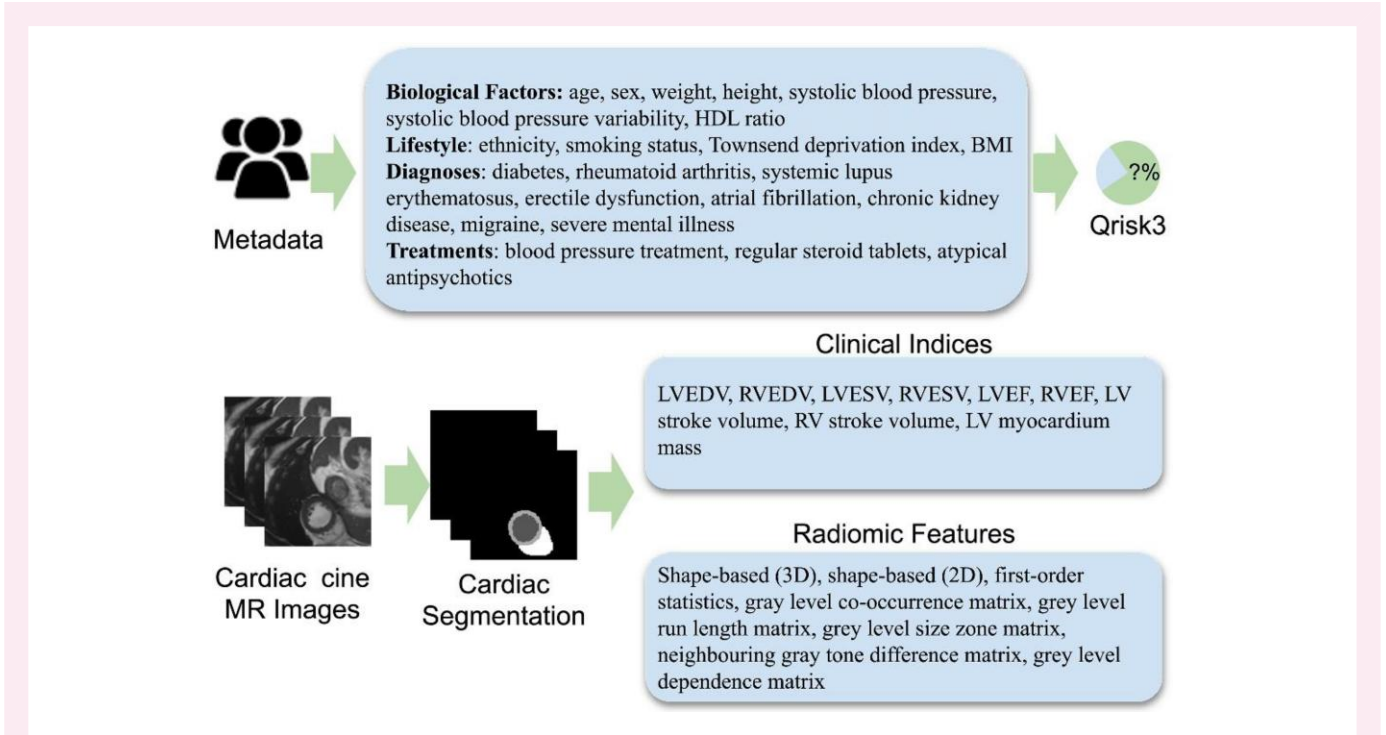 Biological Factors: age, sex, weight, height, systolic blood pressure,
systolic blood pressure variability, HDL ratio
Lifestyle: ethnicity, smoking status, Townsend deprivation index, BMI
Diagnoses: diabetes, rheumatoid arthritis, systemic lupus
erythematosus, erectile dysfunction, atrial fibrillation, chronic kidney
disease, migraine, severe mental illness
Treatments: blood pressure treatment, regular steroid tablets, atypical
antipsychotics
Metadata
?%
Qrisk3
Clinical Indices
LVEDV, RVEDV, LVESV, RVESV, LVEF, RVEF, LV
stroke volume, RV stroke volume, LV myocardium
mass
Cardiac cine
MR Images
Cardiac
Segmentation
Radiomic Features
Shape-based (3D), shape-based (2D), first-order
statistics, gray level co-occurrence matrix, grey level
run length matrix, grey level size zone matrix,
neighbouring gray tone difference matrix, grey level
dependence matrix